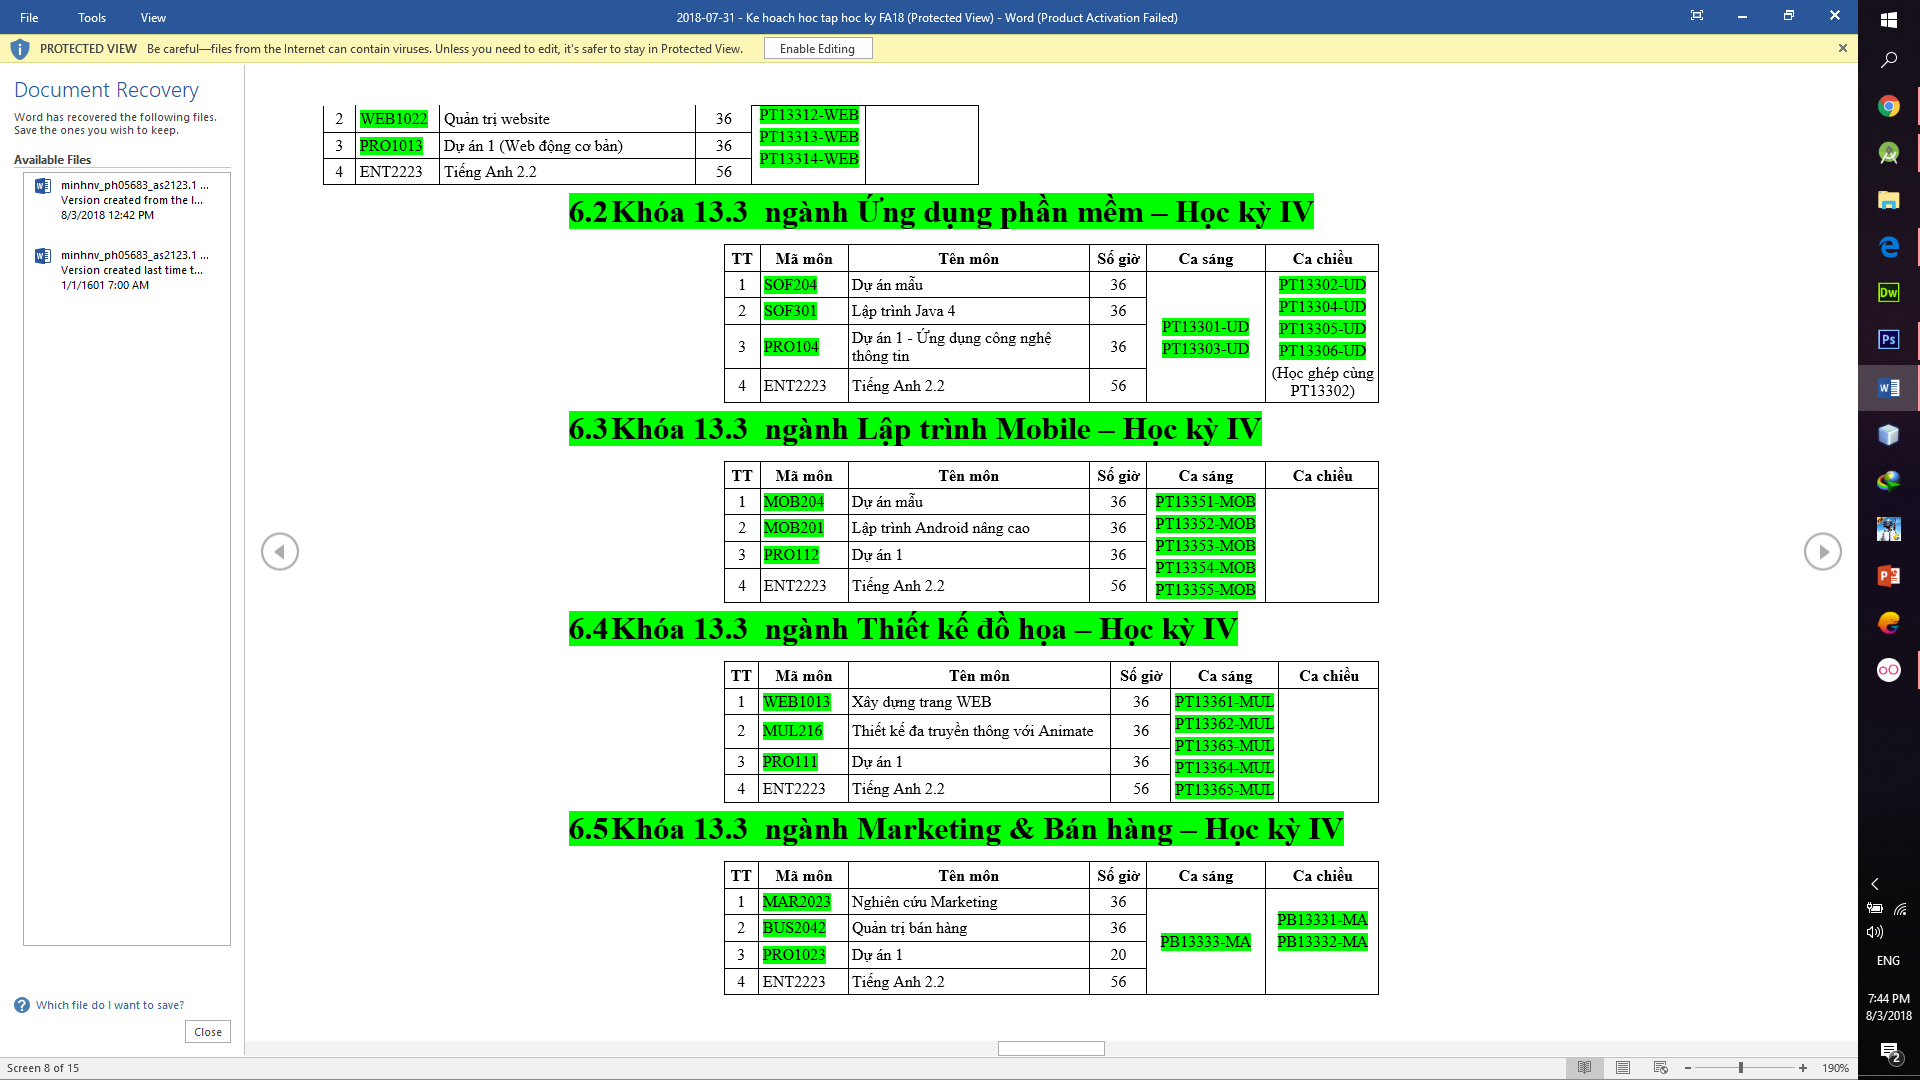 File Tools View 2018-07-31 - Ke hoach hoc tap hoc ky FA18 (Protected View) - Word (Product Activation Failed)
PROTECTED VIEW Be careful—files from the Internet can contain viruses. Unless you need to edit, it's safer to stay in Protected View. Enable Editing
Document Recovery
Word has recovered the following files.
Save the ones you wish to keep.
Available Files
minhnv_ph05683_as2123.1 ...
Version created from the l...
8/3/2018 12:42 PM
minhnv_ph05683_as2123.1 ...
Version created last time t...
1/1/1601 7:00 AM
Which file do I want to save?
Close
2 WEB1022 Quản trị website 36
3 PRO1013 Dự án 1 (Web động cơ bản) 36
4 ENT2223 Tiếng Anh 2.2 56
PT13312-WEB
PT13313-WEB
PT13314-WEB
6.2 Khóa 13.3 ngành Ứng dụng phần mềm – Học kỳ IV
TT Mã môn Tên môn Số giờ Ca sáng Ca chiều
1 SOF204 Dự án mẫu 36
2 SOF301 Lập trình Java 4 36
3 PRO104 Dự án 1 - Ứng dụng công nghệ
thông tin 36
4 ENT2223 Tiếng Anh 2.2 56
PT13301-UD
PT13303-UD
PT13302-UD
PT13304-UD
PT13305-UD
PT13306-UD
(Học ghép cùng
PT13302)
6.3 Khóa 13.3 ngành Lập trình Mobile – Học kỳ IV
TT Mã môn Tên môn Số giờ Ca sáng Ca chiều
1 MOB204 Dự án mẫu 36
2 MOB201 Lập trình Android nâng cao 36
3 PRO112 Dự án 1 36
4 ENT2223 Tiếng Anh 2.2 56
PT13351-MOB
PT13352-MOB
PT13353-MOB
PT13354-MOB
PT13355-MOB
6.4 Khóa 13.3 ngành Thiết kế đồ họa – Học kỳ IV
TT Mã môn Tên môn Số giờ Ca sáng Ca chiều
1 WEB1013 Xây dựng trang WEB 36
2 MUL216 Thiết kế đa truyền thông với Animate 36
3 PRO111 Dự án 1 36
4 ENT2223 Tiếng Anh 2.2 56
PT13361-MUL
PT13362-MUL
PT13363-MUL
PT13364-MUL
PT13365-MUL
6.5 Khóa 13.3 ngành Marketing & Bán hàng – Học kỳ IV
TT Mã môn Tên môn Số giờ Ca sáng Ca chiều
1 MAR2023 Nghiên cứu Marketing 36
2 BUS2042 Quản trị bán hàng 36
3 PRO1023 Dự án 1 20
4 ENT2223 Tiếng Anh 2.2 56
PB13333-MA
PB13331-MA
PB13332-MA
Screen 8 of 15
190%
Dw
Ps
ENG
7:44 PM
8/3/2018
2